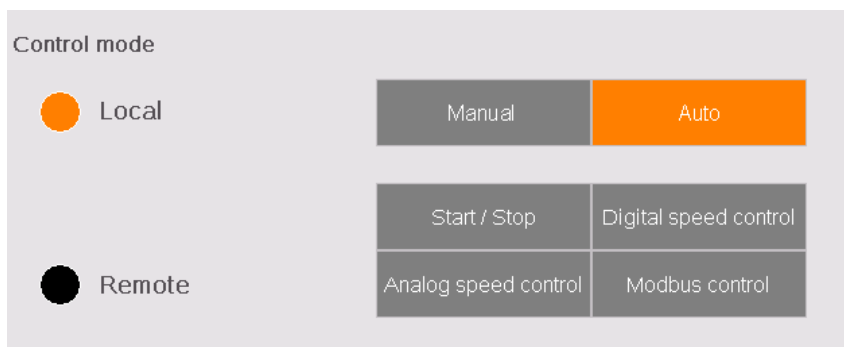 Control mode
Local
Manual
Auto
Start / Stop
Digital speed control
Remote
Analog speed control
Modbus control